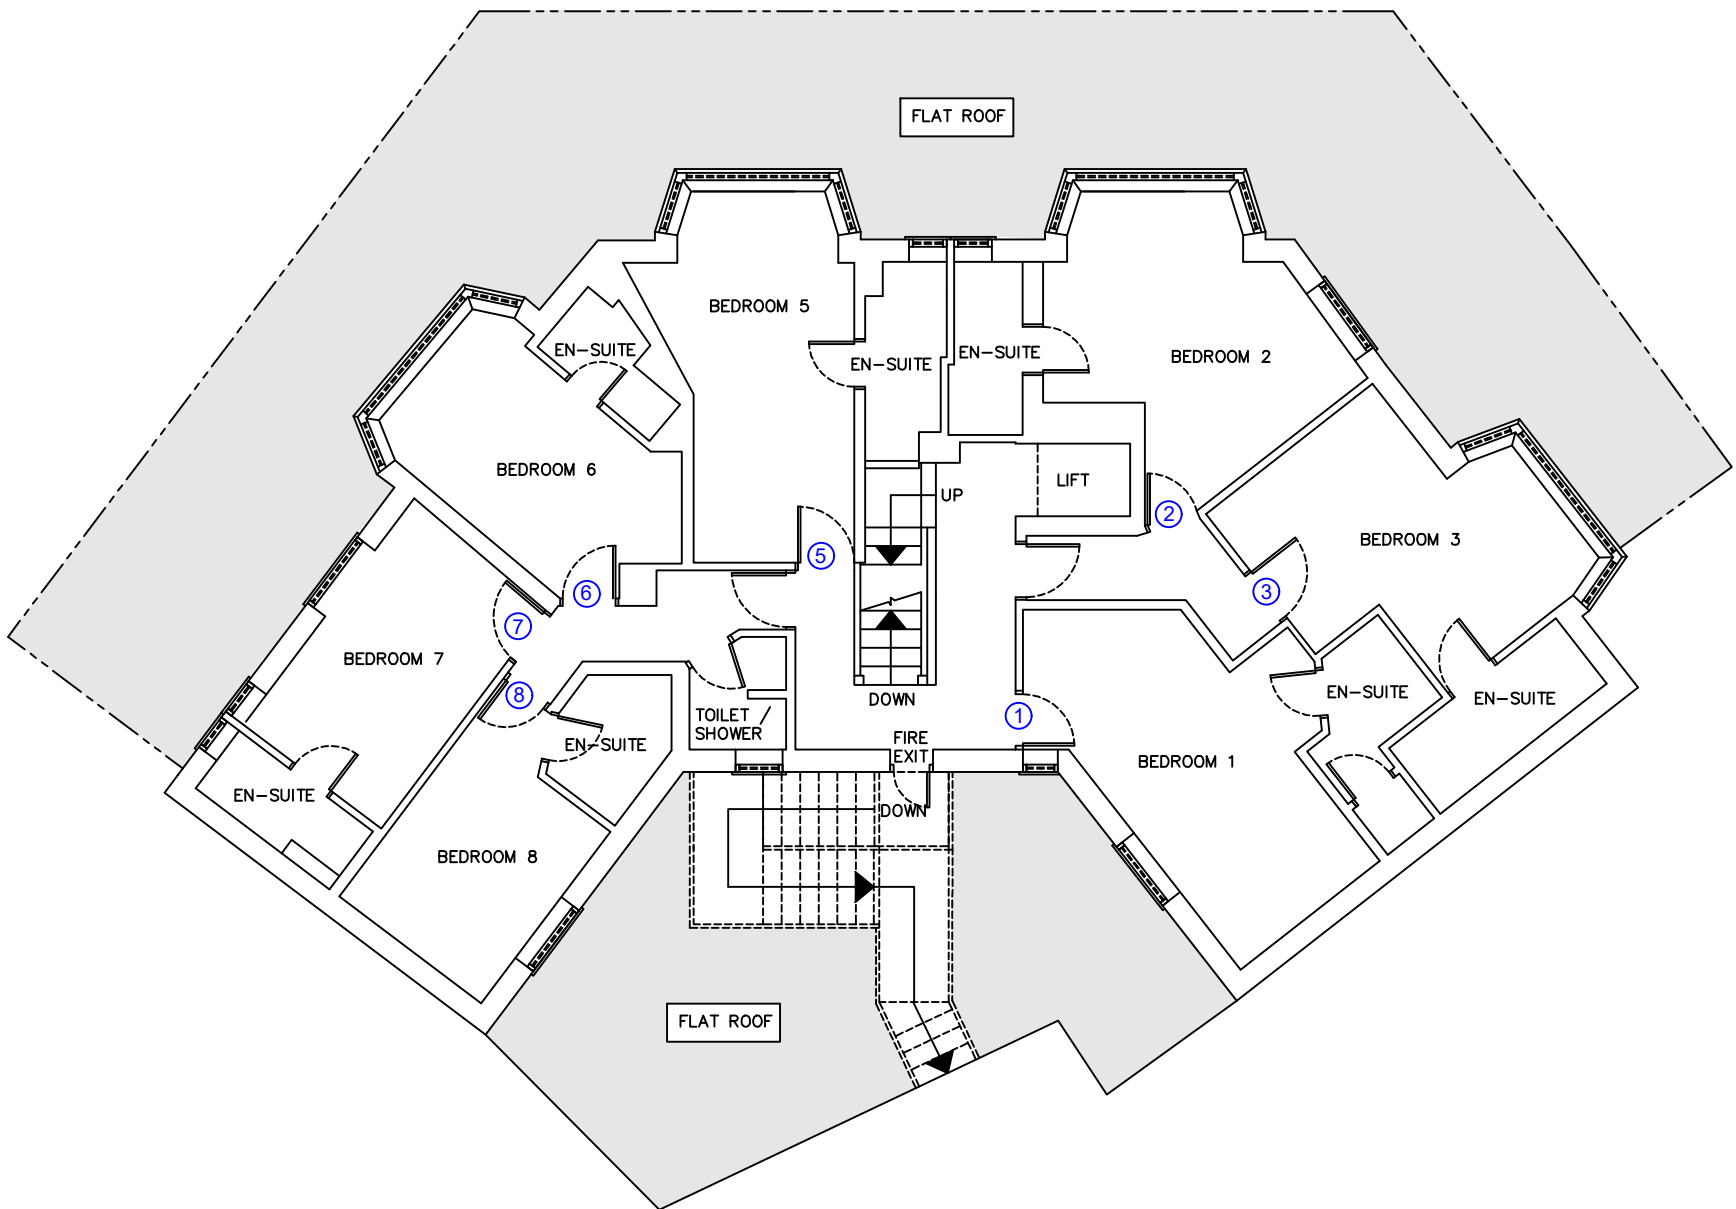 FLAT ROOF
BEDROOM 5
EN-SUITE
EN-SUITE
EN-SUITE
BEDROOM 2
BEDROOM 6
LIFT
UP
2
5
BEDROOM 3
6
3
7
BEDROOM 7
8
EN-SUITE
EN-SUITE
DOWN
TOILET /
SHOWER
1
FIRE
EXIT
EN-SUITE
BEDROOM 1
EN-SUITE
DOWN
BEDROOM 8
FLAT ROOF